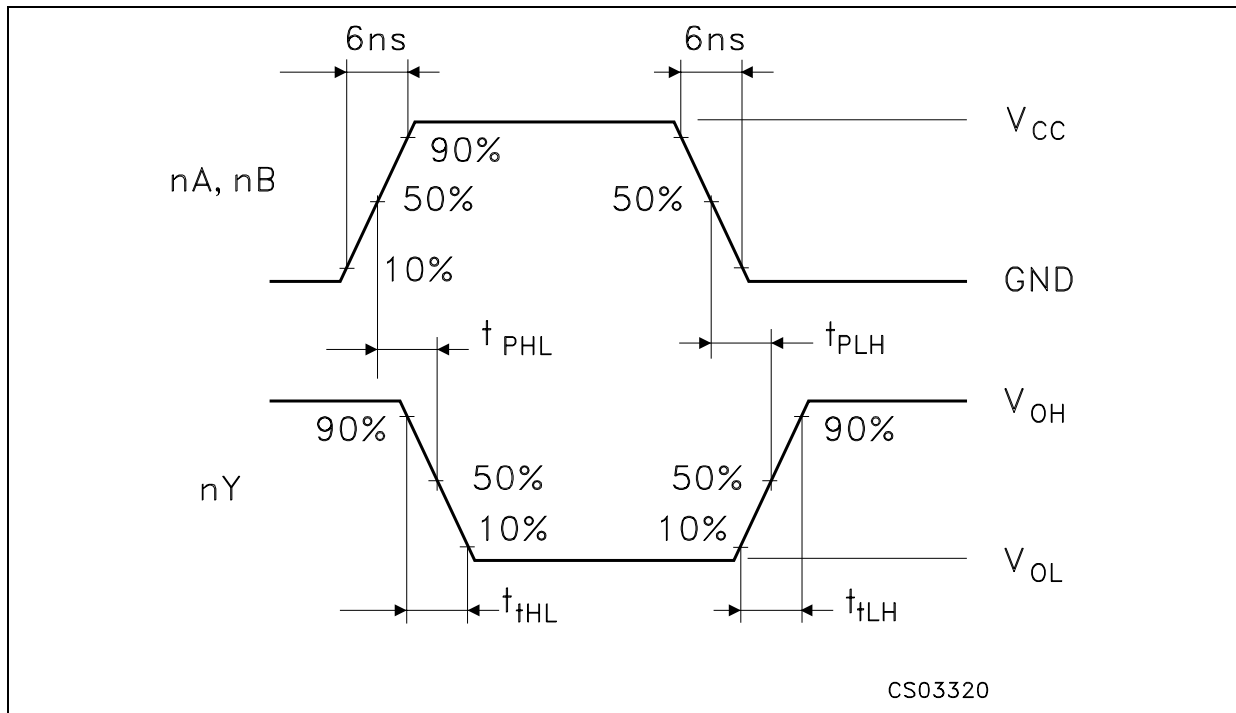 6ns
6ns
V CC
90%
nA, nB
50%
50%
10%
GND
t PHL
t PLH
V OH
90%
90%
nY
50%
50%
10%
10%
V OL
t tHL
t tLH
CS03320